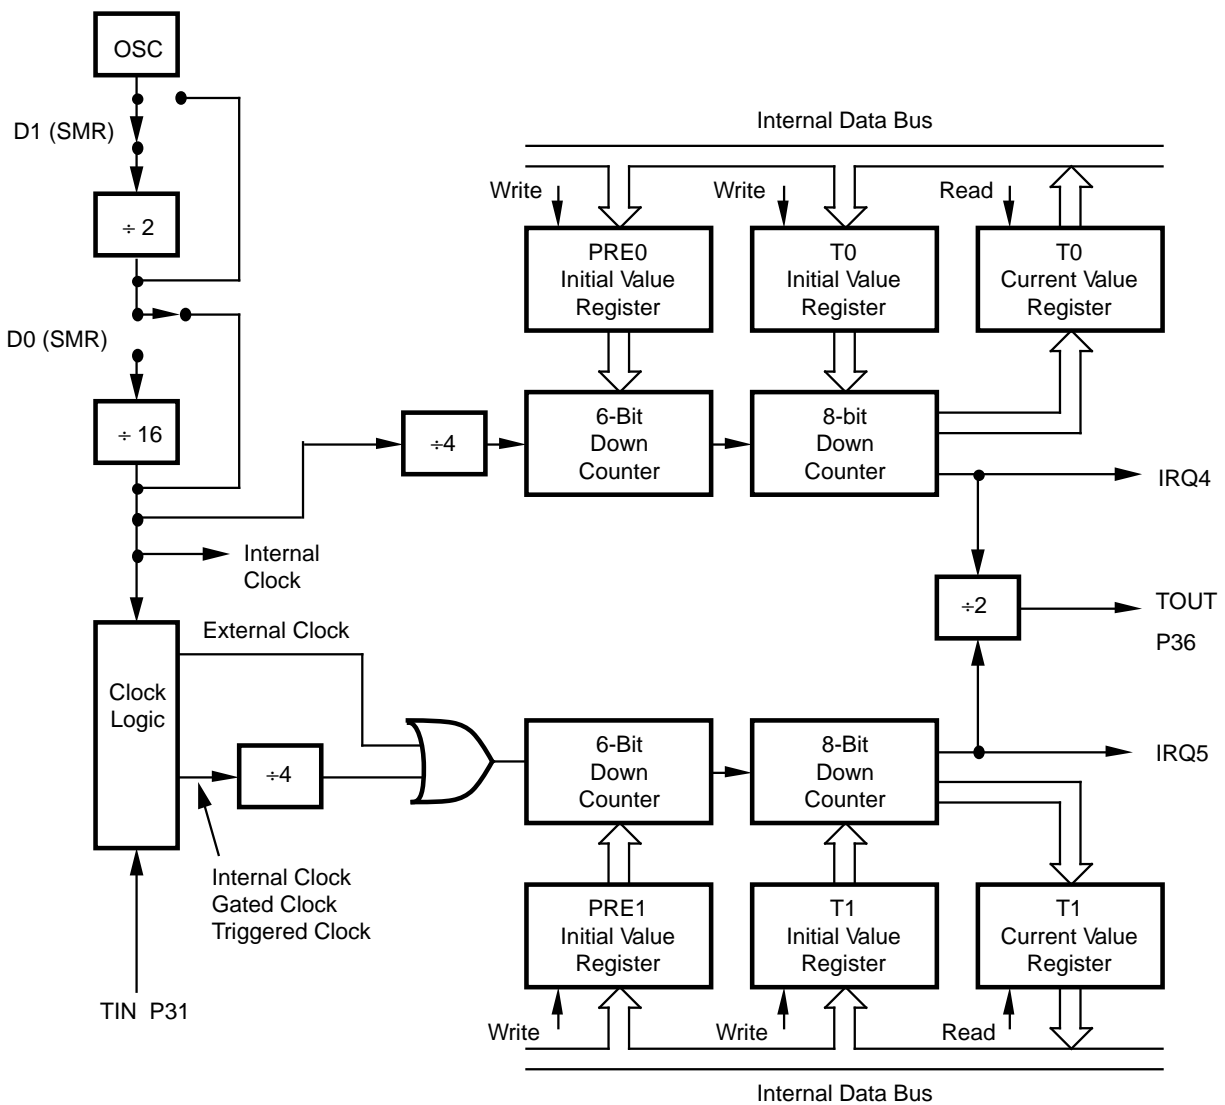 OSC
D1 (SMR)
÷ 2
D0 (SMR)
÷ 16
Internal Data Bus
Write
Write
Read
PRE0
Initial Value
Register
T0
Initial Value
Register
T0
Current Value
Register
÷4
6-Bit
Down
Counter
8-bit
Down
Counter
IRQ4
Internal
Clock
÷2
TOUT
P36
External Clock
Clock
Logic
÷4
6-Bit
Down
Counter
8-Bit
Down
Counter
IRQ5
Internal Clock
Gated Clock
Triggered Clock
PRE1
Initial Value
Register
T1
Initial Value
Register
T1
Current Value
Register
TIN P31
Write
Write
Read
Internal Data Bus